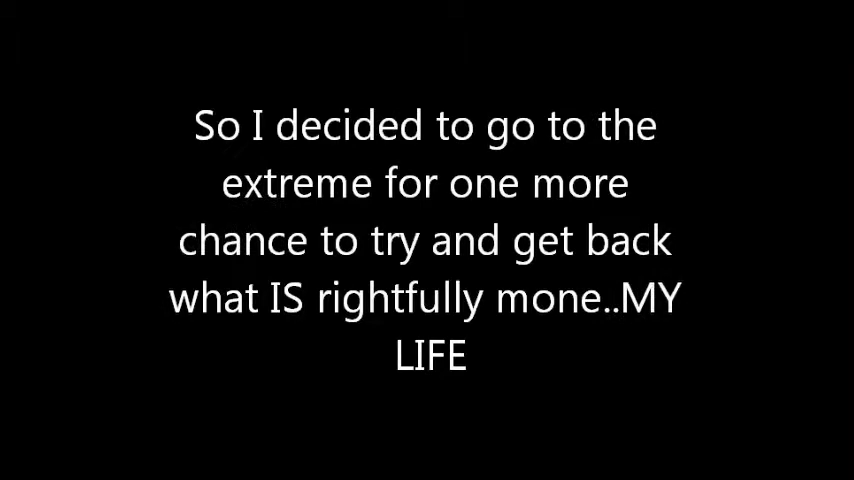 So I decided to go to the
extreme for one more
chance to try and get back
what IS rightfully mone..MY
LIFE